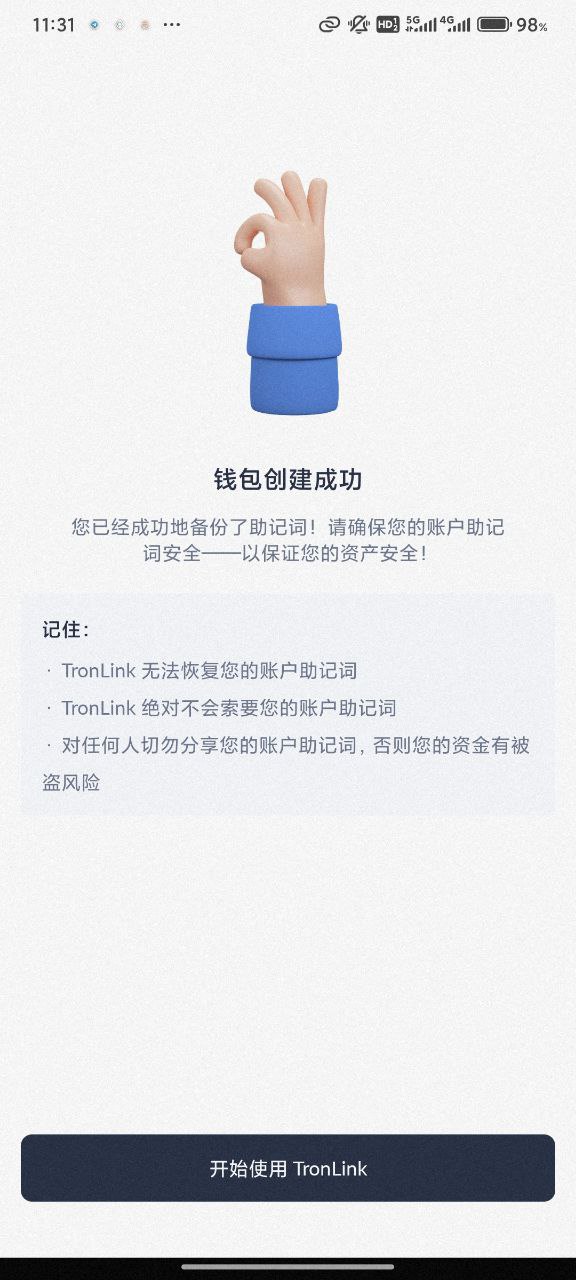 11:31 ··· HD 1 2 5G 4G 98%
钱包创建成功
您已经成功地备份了助记词！请确保您的账户助记
词安全——以保证您的资产安全！
记住：
· TronLink 无法恢复您的账户助记词
· TronLink 绝对不会索要您的账户助记词
· 对任何人切勿分享您的账户助记词，否则您的资金有被
盗风险
开始使用 TronLink